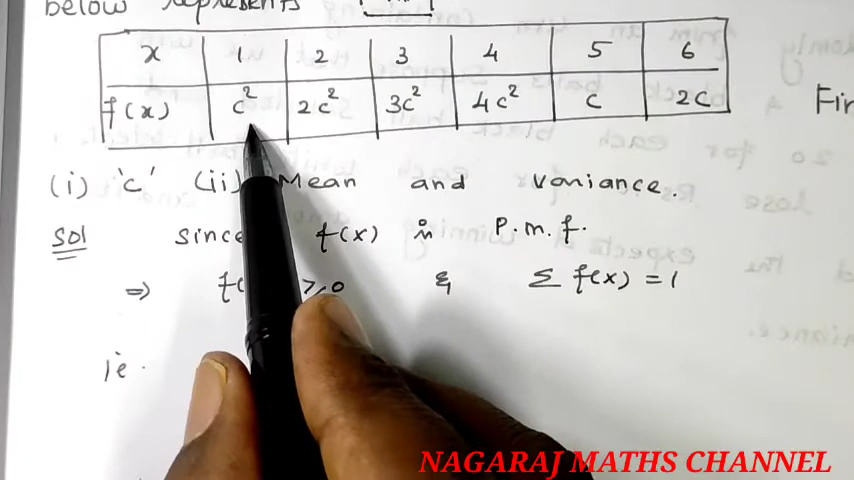 below represents
x 1 2 3 4 5 6
f(x) c² 2c² 3c² 4c² c 2c
(i) 'c' (ii) Mean and variance.
Sol since f(x) is P.m.f.
⇒ ≥0 & Σ f(x) = 1
ie.
NAGARAJ MATHS CHANNEL